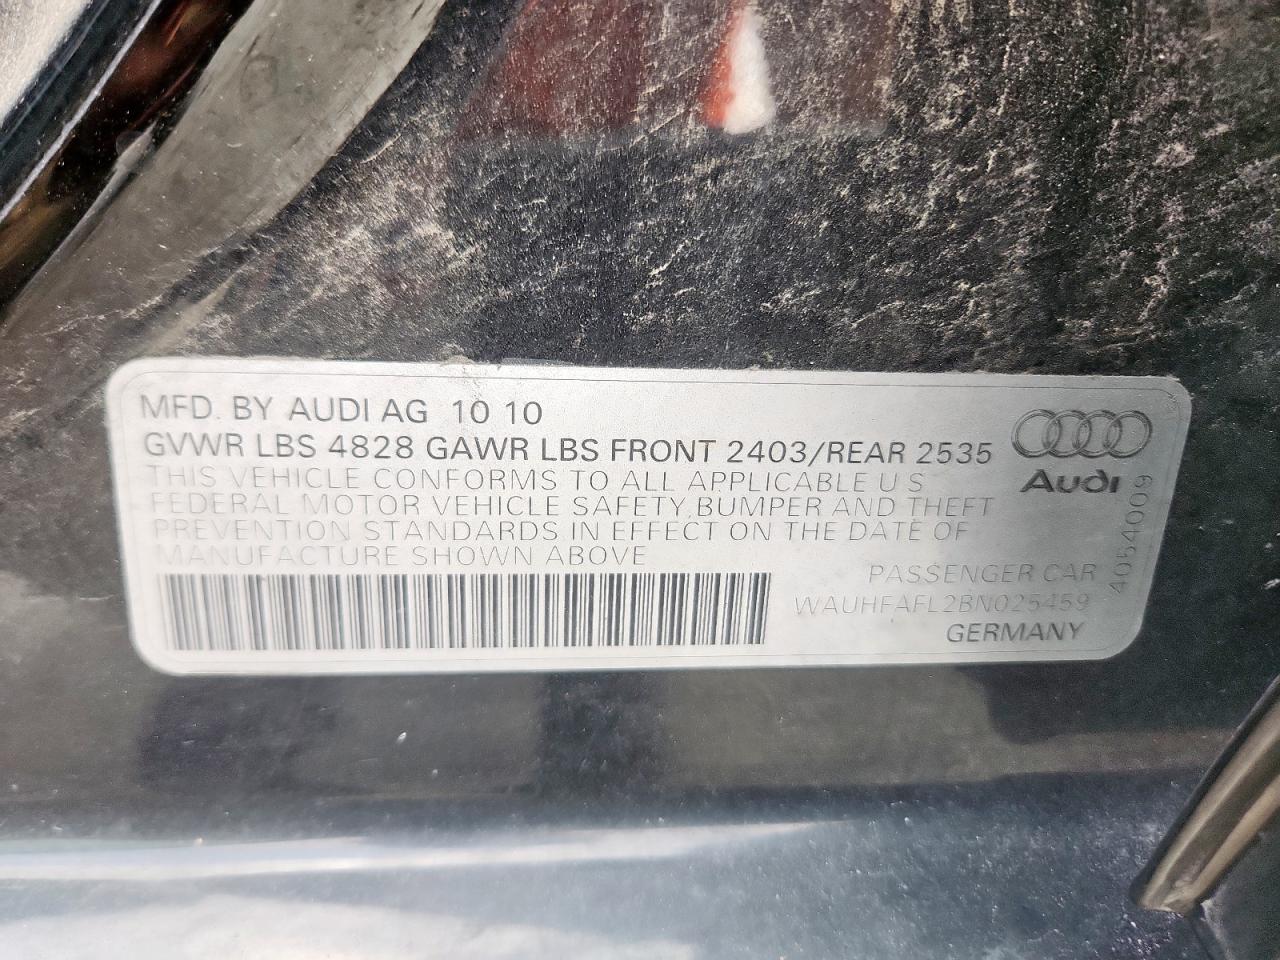 MFD. BY AUDI AG 10 10
GVWR LBS 4828 GAWR LBS FRONT 2403/REAR 2535
THIS VEHICLE CONFORMS TO ALL APPLICABLE U S
FEDERAL MOTOR VEHICLE SAFETY, BUMPER AND THEFT
PREVENTION STANDARDS IN EFFECT ON THE DATE OF
MANUFACTURE SHOWN ABOVE
PASSENGER CAR
WAUHFAFL2BN025459
GERMANY
Audi
4054009